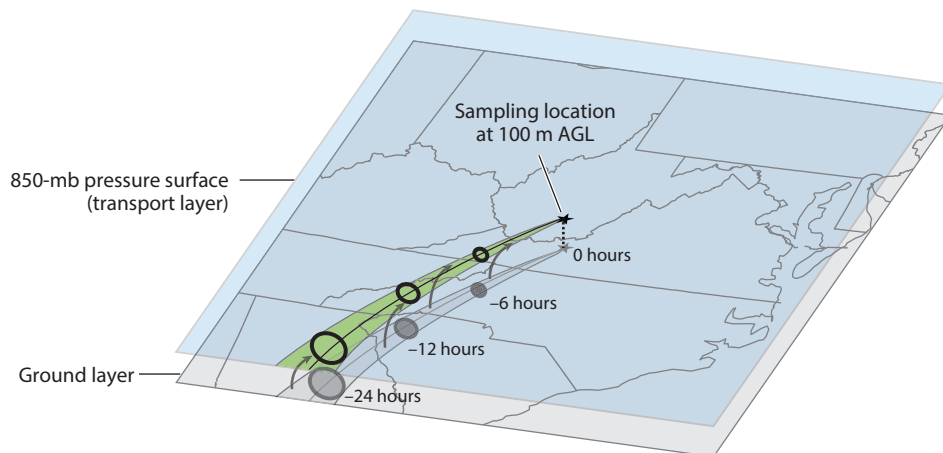 Sampling location
at 100 m AGL
850-mb pressure surface
(transport layer)
0 hours
–6 hours
–12 hours
Ground layer
–24 hours